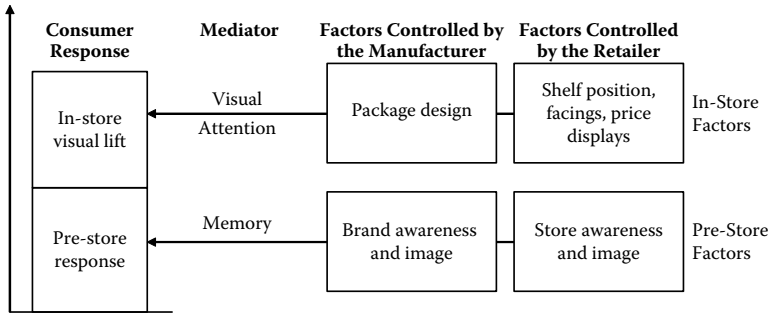 Consumer
Response
Mediator
Factors Controlled by
the Manufacturer
Factors Controlled
by the Retailer
In-store
visual lift
Visual
Attention
Package design
Shelf position,
facings, price
displays
In-Store
Factors
Pre-store
response
Memory
Brand awareness
and image
Store awareness
and image
Pre-Store
Factors